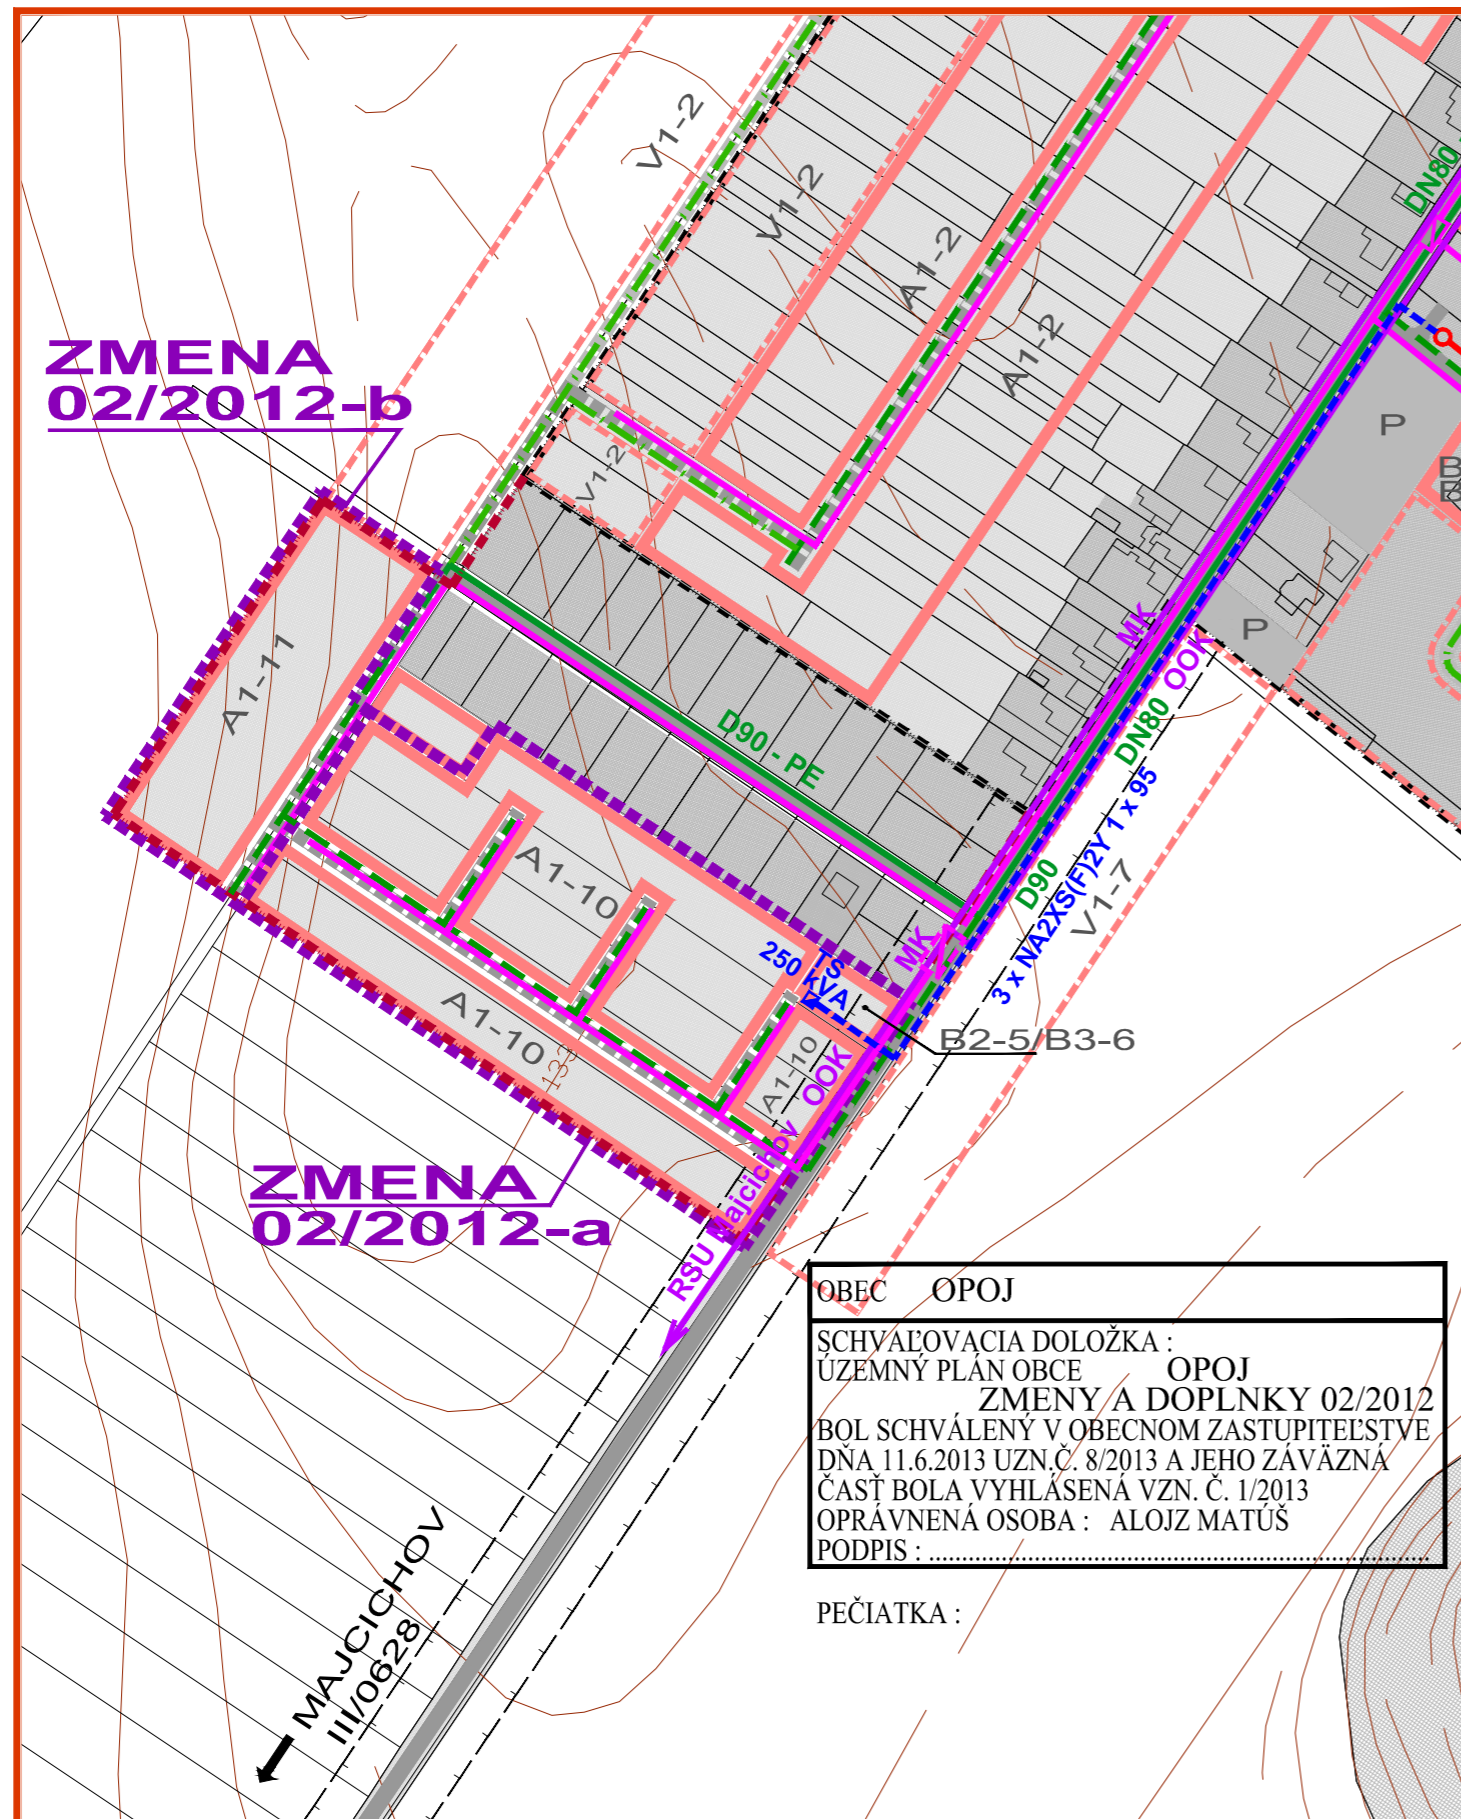 V1-2
V1-2
A1-2
A1-2
V1-2
DN80
ZMENA
02/2012-b
P
P
MK
OOK
DN80
A1-11
D90 - PE
D90
3 x NA2XS(F)2Y 1 x 95
V1-7
A1-10
TS
250 kVA
MK
B2-5/B3-6
A1-10
133
A1-10
OOK
ZMENA
02/2012-a
RSU Majcichov
OBEC OPOJ
SCHVAĽOVACIA DOLOŽKA :
ÚZEMNÝ PLÁN OBCE OPOJ
ZMENY A DOPLNKY 02/2012
BOL SCHVÁLENÝ V OBECNOM ZASTUPITEĽSTVE
DŇA 11.6.2013 UZN.Č. 8/2013 A JEHO ZÁVÄZNÁ
ČASŤ BOLA VYHLÁSENÁ VZN. Č. 1/2013
OPRÁVNENÁ OSOBA : ALOJZ MATÚŠ
PODPIS : ................................................................................
PEČIATKA :
MAJCICHOV
III/0628